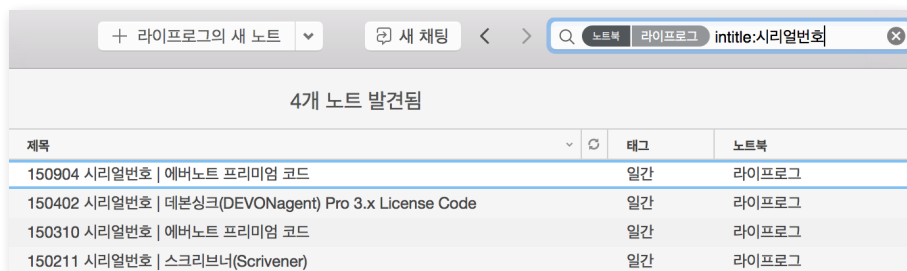 + 라이프로그의 새 노트 새 채팅 노트북 라이프로그 intitle:시리얼번호
4개 노트 발견됨
제목 태그 노트북
150904 시리얼번호 | 에버노트 프리미엄 코드 일간 라이프로그
150402 시리얼번호 | 데본싱크(DEVONagent) Pro 3.x License Code 일간 라이프로그
150310 시리얼번호 | 에버노트 프리미엄 코드 일간 라이프로그
150211 시리얼번호 | 스크리브너(Scrivener) 일간 라이프로그